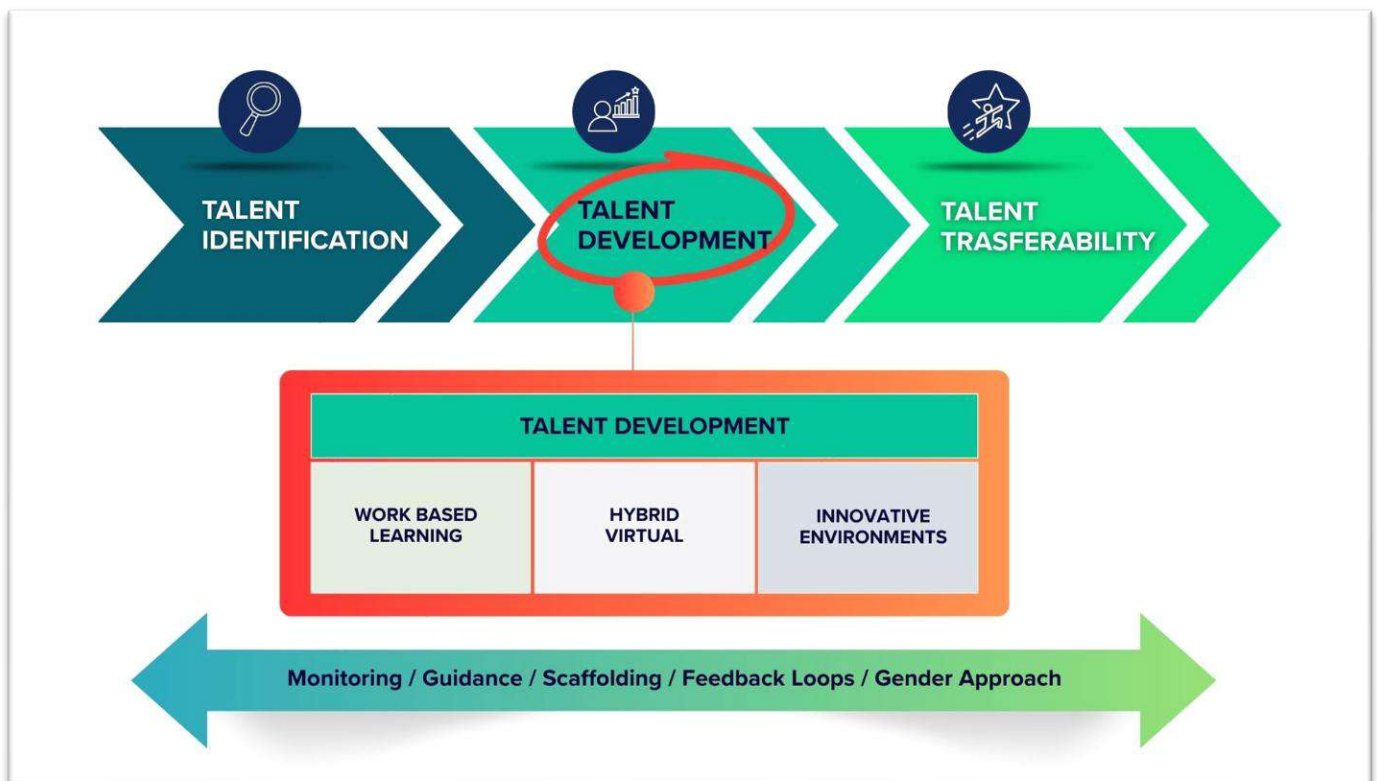 TALENT
IDENTIFICATION
TALENT
DEVELOPMENT
TALENT
TRASFERABILITY
TALENT DEVELOPMENT
WORK BASED
LEARNING
HYBRID
VIRTUAL
INNOVATIVE
ENVIRONMENTS
Monitoring / Guidance / Scaffolding / Feedback Loops / Gender Approach